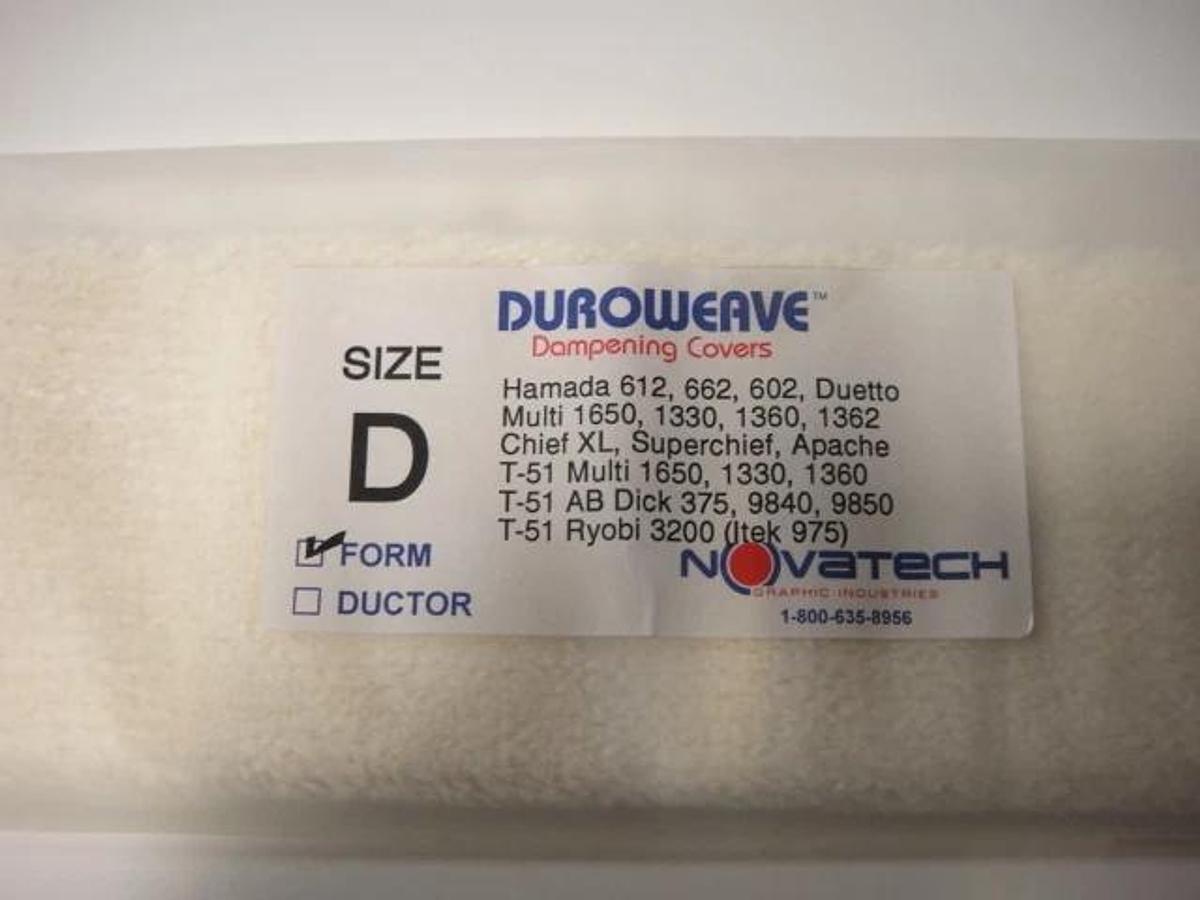 DUROWEAVE™
Dampening Covers
SIZE
D
Hamada 612, 662, 602, Duetto
Multi 1650, 1330, 1360, 1362
Chief XL, Superchief, Apache
T-51 Multi 1650, 1330, 1360
T-51 AB Dick 375, 9840, 9850
T-51 Ryobi 3200 (Itek 975)
FORM
DUCTOR
NOVATECH
GRAPHIC INDUSTRIES
1-800-635-8956